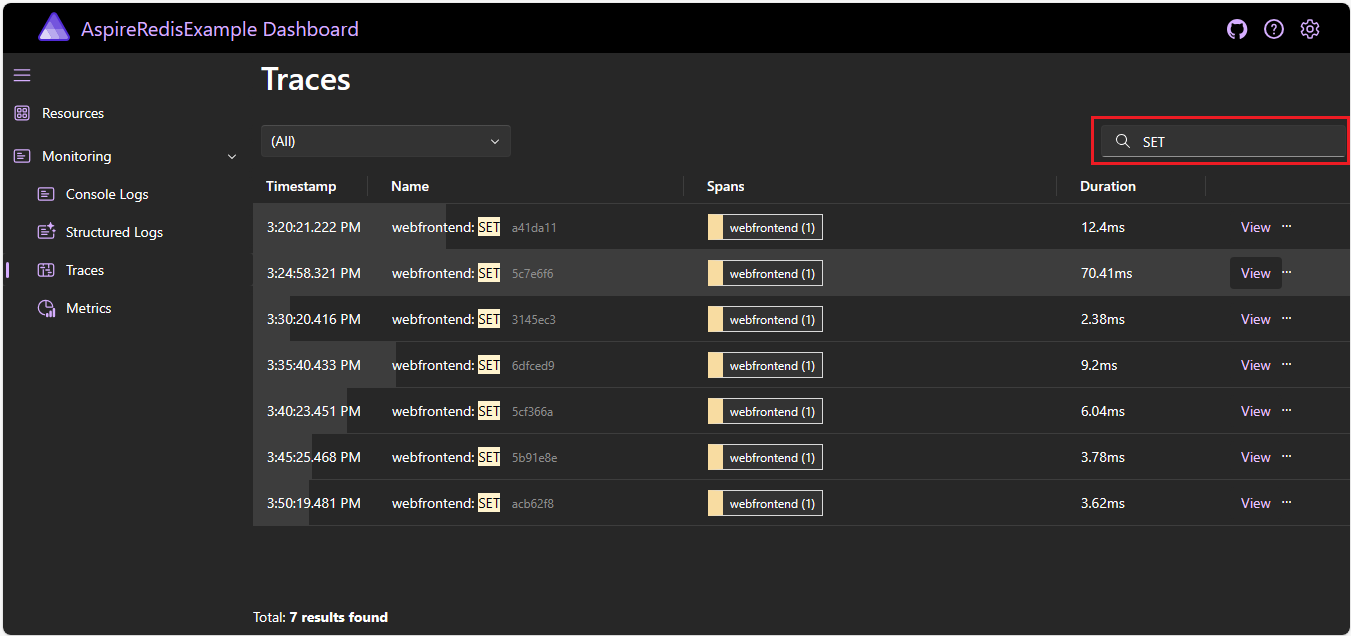 AspireRedisExample Dashboard
Resources
Monitoring
Console Logs
Structured Logs
Traces
Metrics
Traces
(All)
SET
Timestamp Name Spans Duration
3:20:21.222 PM webfrontend: SET a41da11 webfrontend (1) 12.4ms View ...
3:24:58.321 PM webfrontend: SET 5c7e6f6 webfrontend (1) 70.41ms View ...
3:30:20.416 PM webfrontend: SET 3145ec3 webfrontend (1) 2.38ms View ...
3:35:40.433 PM webfrontend: SET 6dfced9 webfrontend (1) 9.2ms View ...
3:40:23.451 PM webfrontend: SET 5cf366a webfrontend (1) 6.04ms View ...
3:45:25.468 PM webfrontend: SET 5b91e8e webfrontend (1) 3.78ms View ...
3:50:19.481 PM webfrontend: SET acb62f8 webfrontend (1) 3.62ms View ...
Total: 7 results found